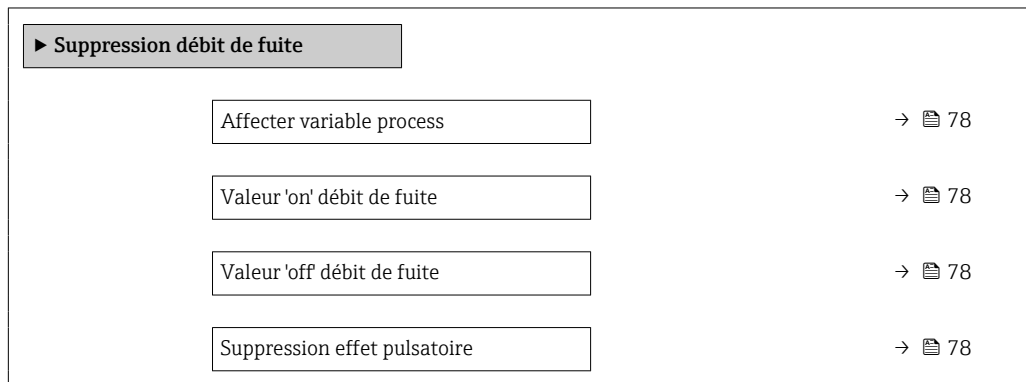 ▶ Suppression débit de fuite
Affecter variable process → 78
Valeur 'on' débit de fuite → 78
Valeur 'off' débit de fuite → 78
Suppression effet pulsatoire → 78